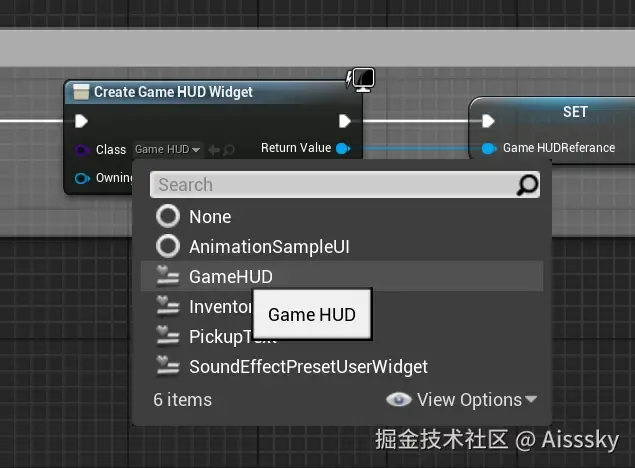 Create Game HUD Widget
SET
Class Game HUD
Return Value
Game HUDReferance
Owning
Search
None
AnimationSampleUI
GameHUD
Game HUD
SoundEffectPresetUserWidget
6 items
View Options
掘金技术社区 @ Aisssky